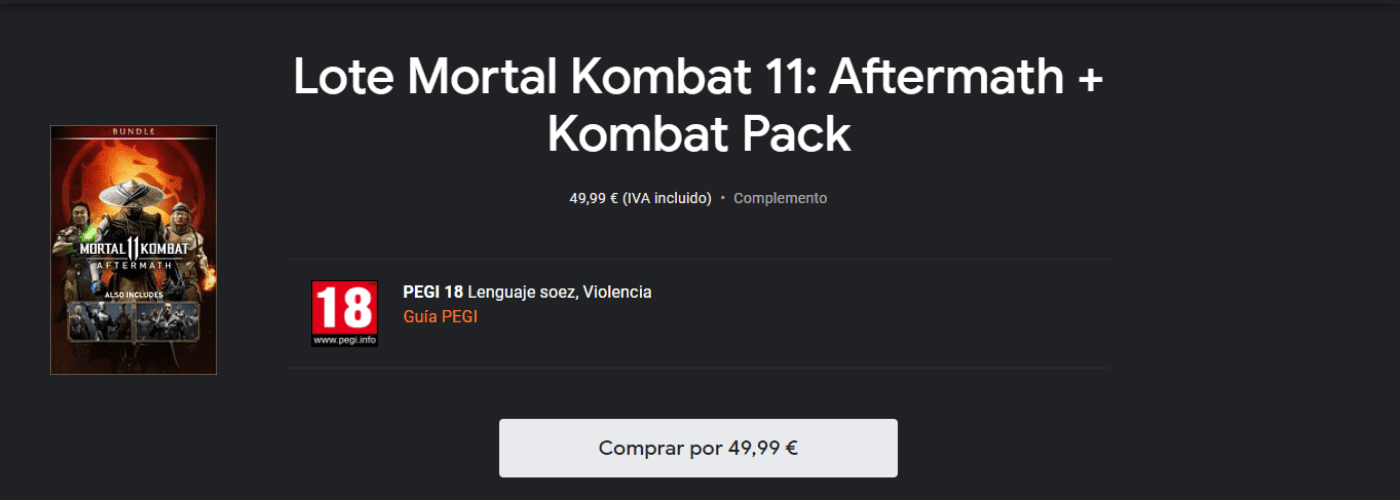 Lote Mortal Kombat 11: Aftermath +
Kombat Pack
49,99 € (IVA incluido) • Complemento
BUNDLE
MORTAL 11 KOMBAT
AFTERMATH
ALSO INCLUDES
18
www.pegi.info
PEGI 18 Lenguaje soez, Violencia
Guía PEGI
Comprar por 49,99 €